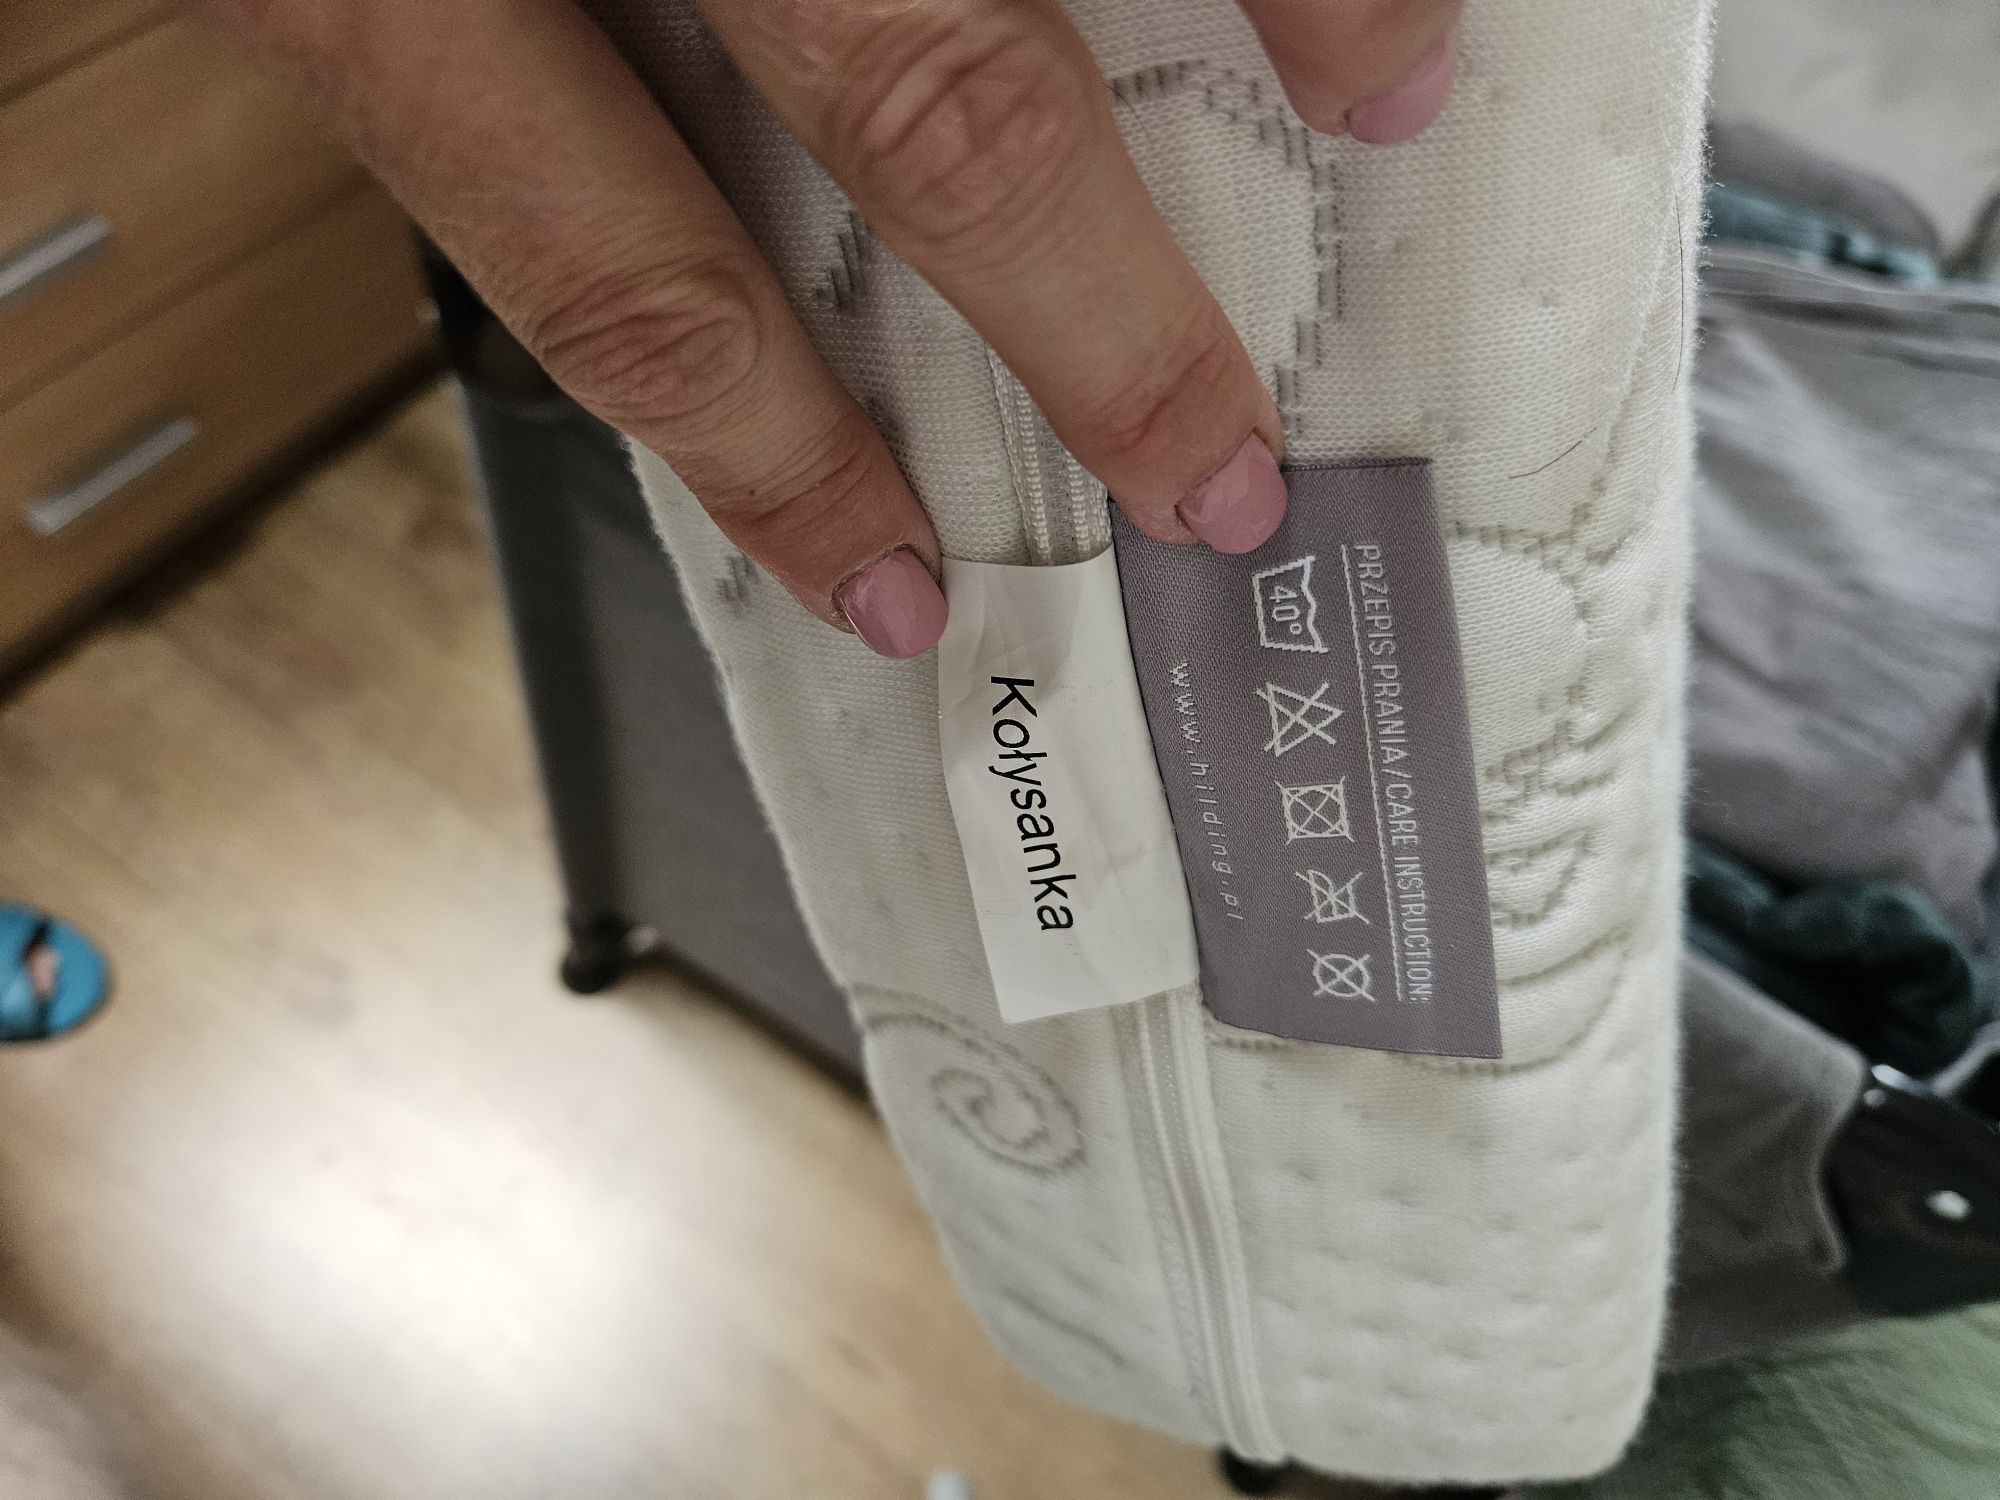 PRZEPIS PRANIA/CARE INSTRUCTION:
40°
www.hilding.pl
Kołysanka